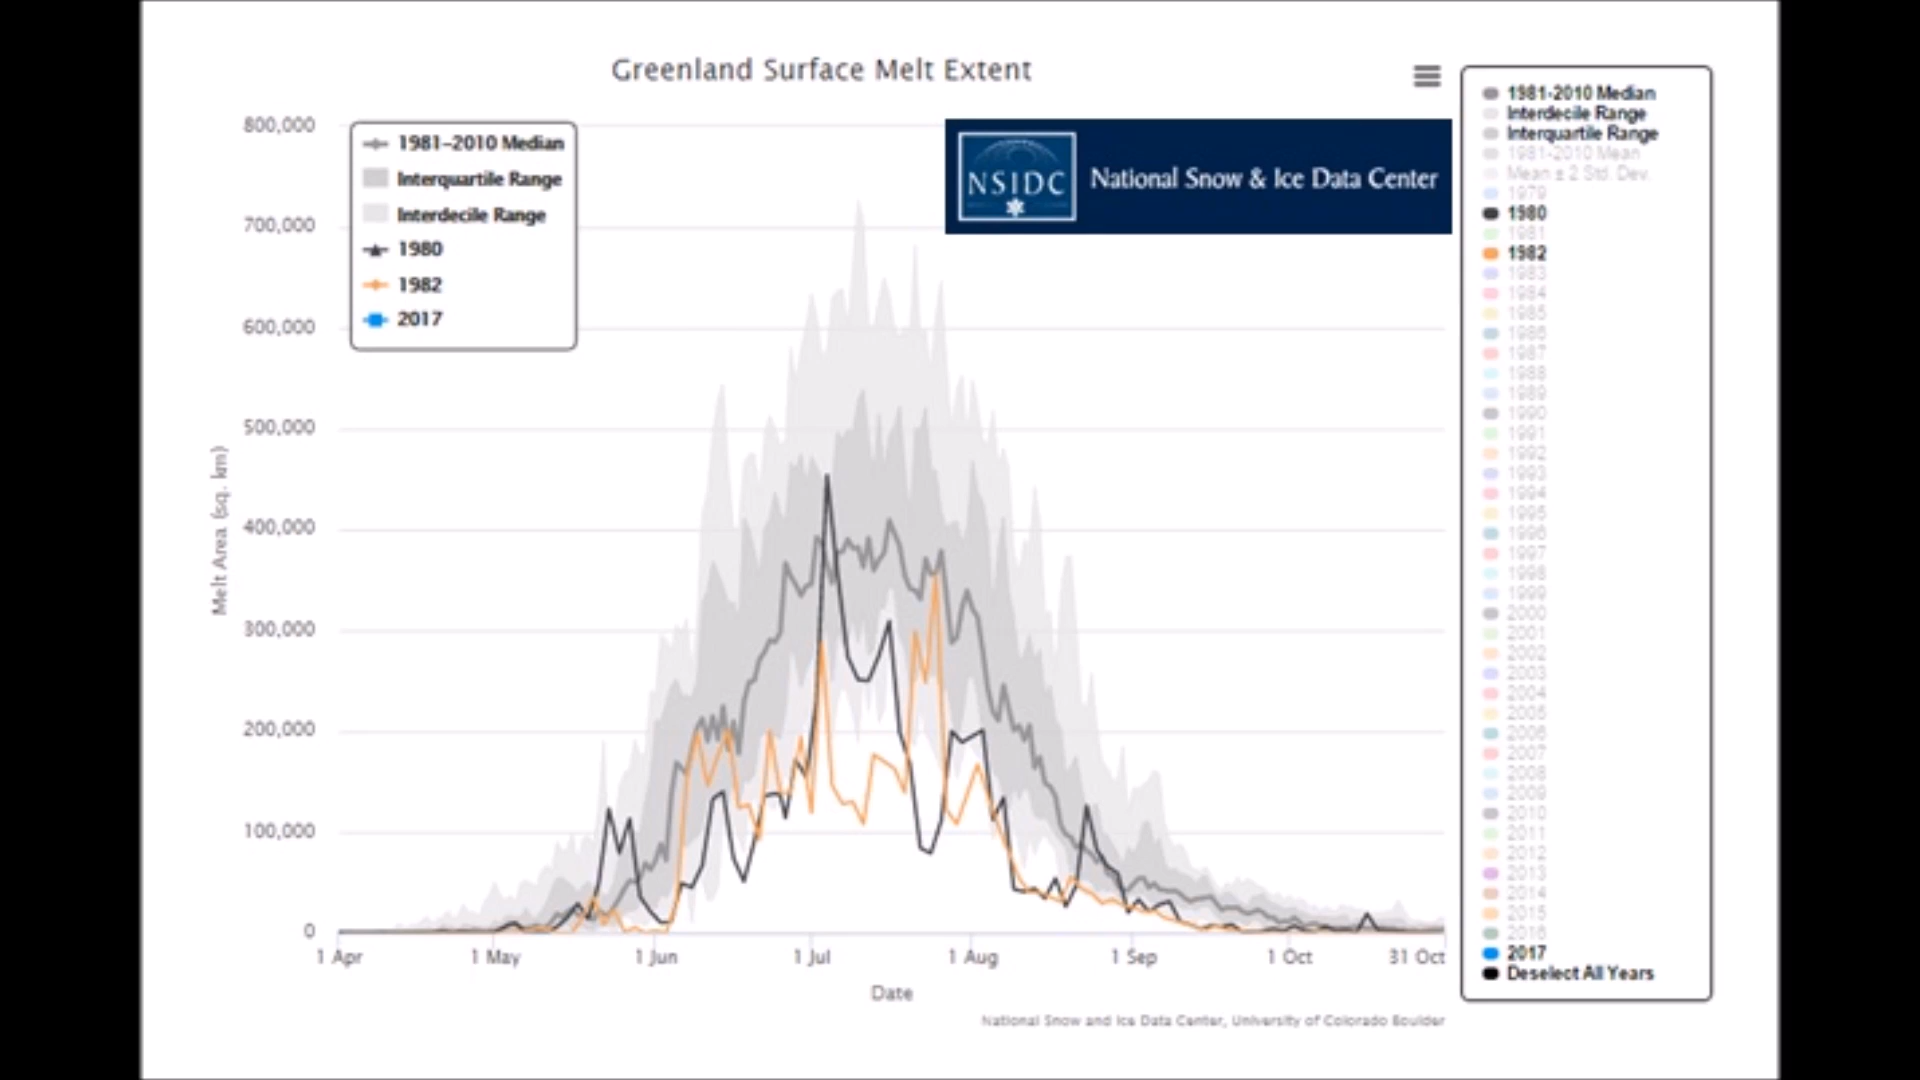 Greenland Surface Melt Extent
800,000
700,000
600,000
500,000
400,000
300,000
200,000
100,000
0
Melt Area (sq. km)
1981–2010 Median
Interquartile Range
Interdecile Range
1980
1982
2017
NSIDC
National Snow & Ice Data Center
1 Apr
1 May
1 Jun
1 Jul
1 Aug
1 Sep
1 Oct
31 Oct
Date
National Snow and Ice Data Center, University of Colorado Boulder
1981-2010 Median
Interdecile Range
Interquartile Range
1981-2010 Mean
Mean ± 2 Std. Dev.
1979
1980
1981
1982
1983
1984
1985
1986
1987
1988
1989
1990
1991
1992
1993
1994
1995
1996
1997
1998
1999
2000
2001
2002
2003
2004
2005
2006
2007
2008
2009
2010
2011
2012
2013
2014
2015
2016
2017
Deselect All Years